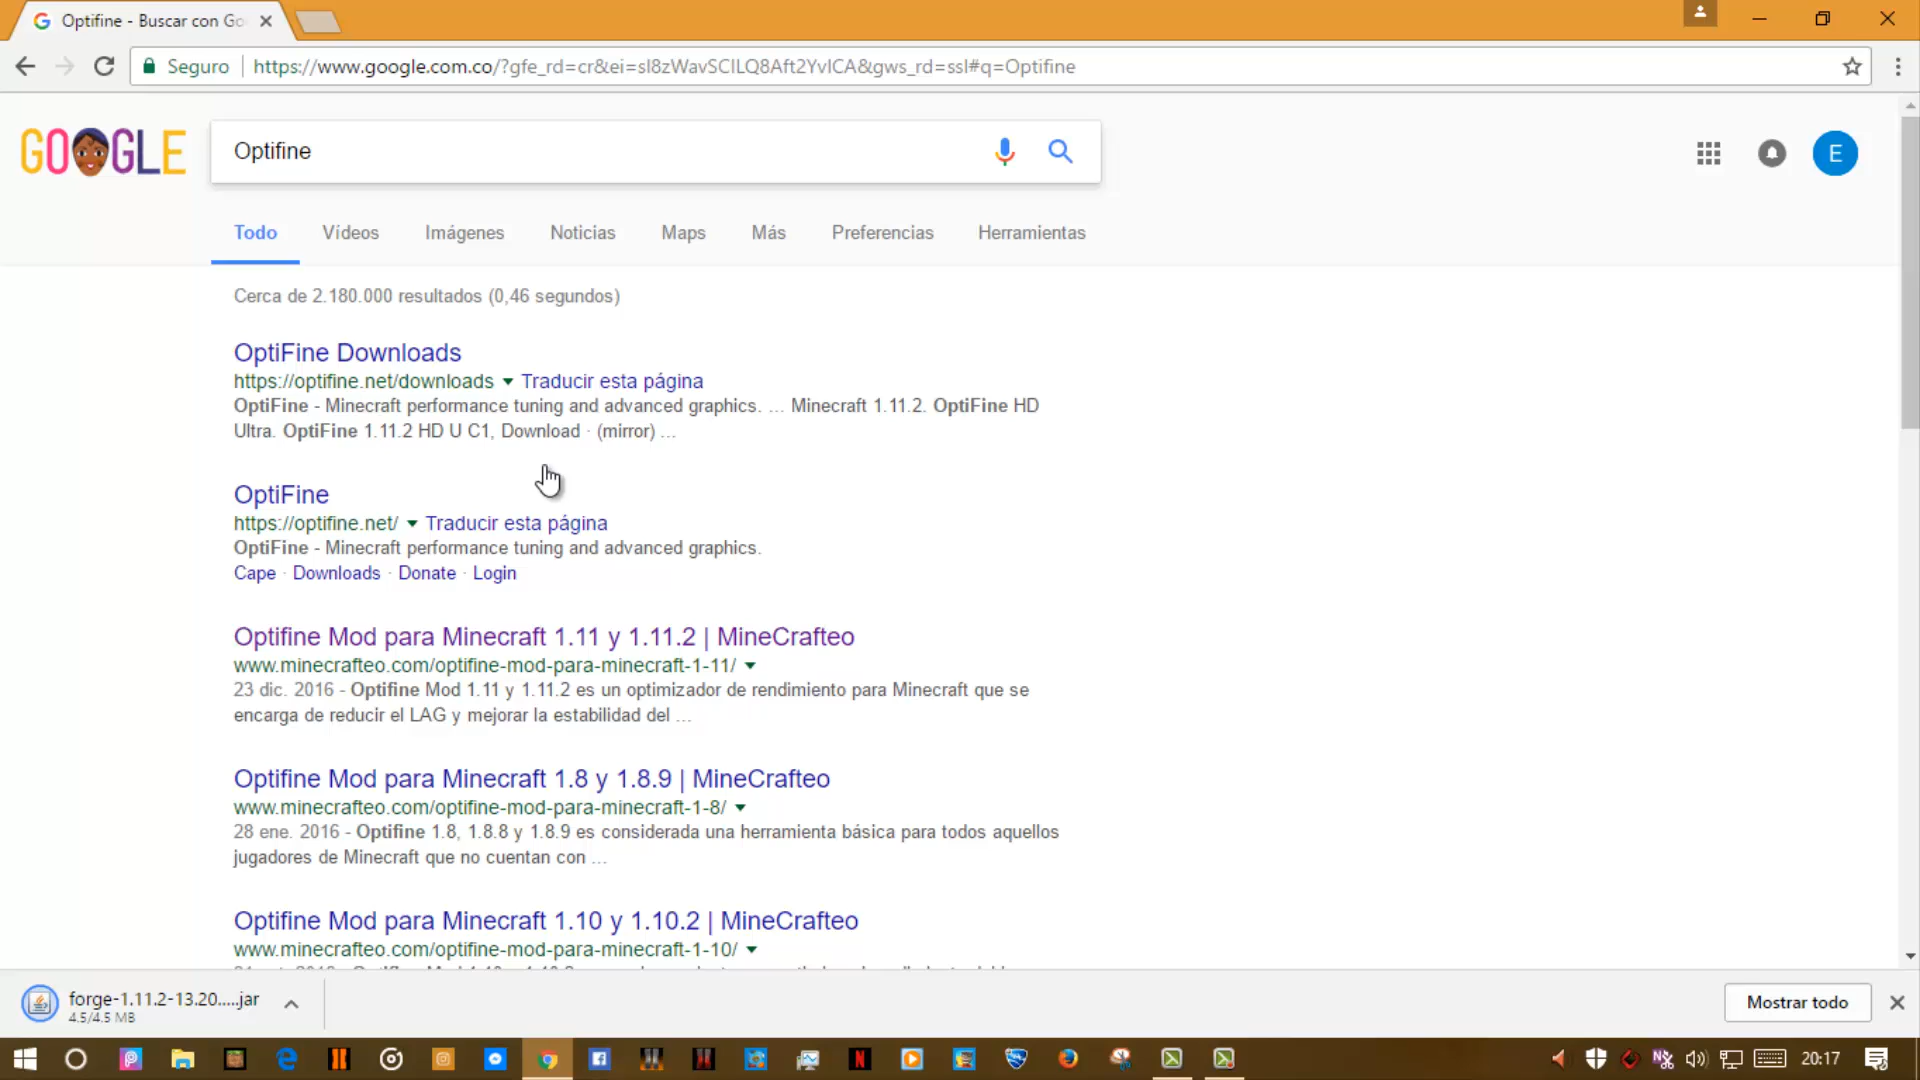 Optifine - Buscar con Go
Seguro
https://www.google.com.co/?gfe_rd=cr&ei=sI8zWavSCILQ8Aft2YvICA&gws_rd=ssl#q=Optifine
GOOGLE
Optifine
E
Todo
Vídeos
Imágenes
Noticias
Maps
Más
Preferencias
Herramientas
Cerca de 2.180.000 resultados (0,46 segundos)
OptiFine Downloads
https://optifine.net/downloads Traducir esta página
OptiFine - Minecraft performance tuning and advanced graphics. ... Minecraft 1.11.2. OptiFine HD
Ultra. OptiFine 1.11.2 HD U C1, Download · (mirror) ...
OptiFine
https://optifine.net/ Traducir esta página
OptiFine - Minecraft performance tuning and advanced graphics.
Cape · Downloads · Donate · Login
Optifine Mod para Minecraft 1.11 y 1.11.2 | MineCrafteo
www.minecrafteo.com/optifine-mod-para-minecraft-1-11/
23 dic. 2016 - Optifine Mod 1.11 y 1.11.2 es un optimizador de rendimiento para Minecraft que se
encarga de reducir el LAG y mejorar la estabilidad del ...
Optifine Mod para Minecraft 1.8 y 1.8.9 | MineCrafteo
www.minecrafteo.com/optifine-mod-para-minecraft-1-8/
28 ene. 2016 - Optifine 1.8, 1.8.8 y 1.8.9 es considerada una herramienta básica para todos aquellos
jugadores de Minecraft que no cuentan con ...
Optifine Mod para Minecraft 1.10 y 1.10.2 | MineCrafteo
www.minecrafteo.com/optifine-mod-para-minecraft-1-10/
forge-1.11.2-13.20.....jar
4.5/4.5 MB
Mostrar todo
20:17